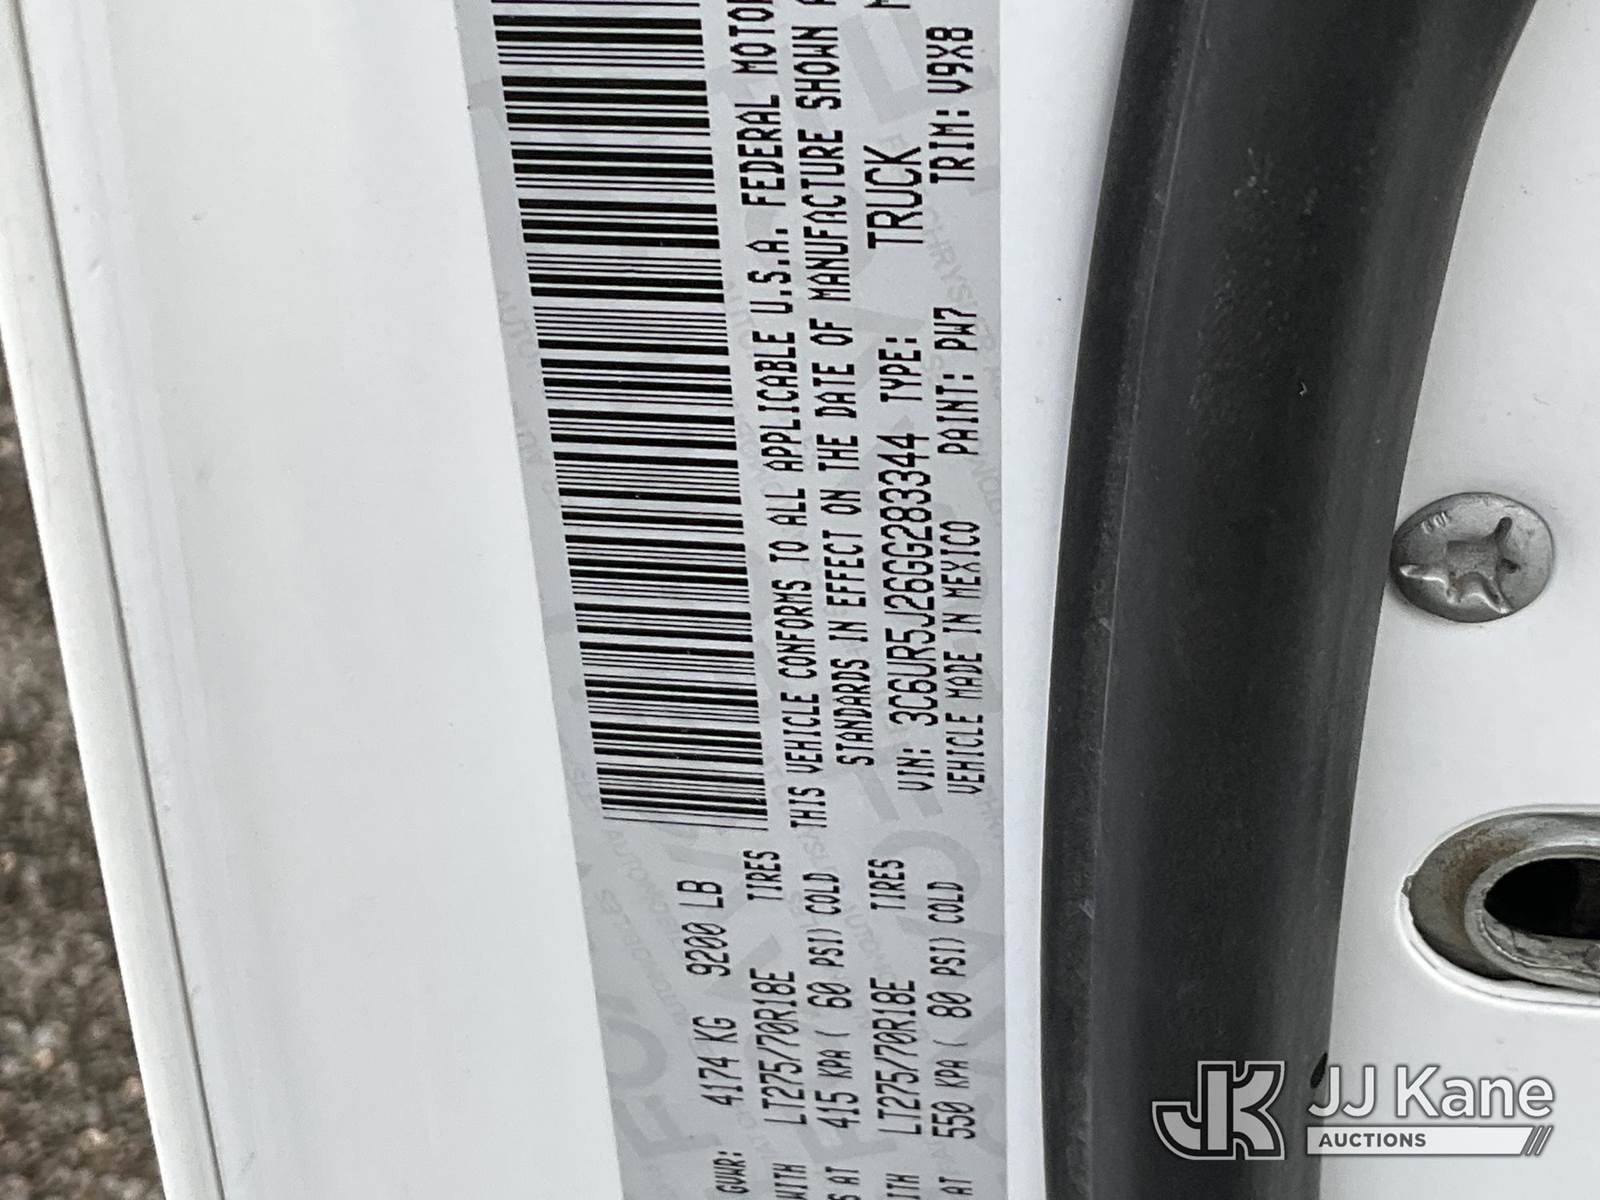 GVWR: 4174 KG 9200 LB
WITH LT275/70R18E TIRES
AT 415 KPA ( 60 PSI) COLD
LT275/70R18E TIRES
AT 550 KPA ( 80 PSI) COLD
THIS VEHICLE CONFORMS TO ALL APPLICABLE U.S.A. FEDERAL MOTOR
STANDARDS IN EFFECT ON THE DATE OF MANUFACTURE SHOWN
VIN: 3C6UR5J26GG283344 TYPE: TRUCK
VEHICLE MADE IN MEXICO PAINT: PW7 TRIM: V9X8
JK JJ Kane
AUCTIONS